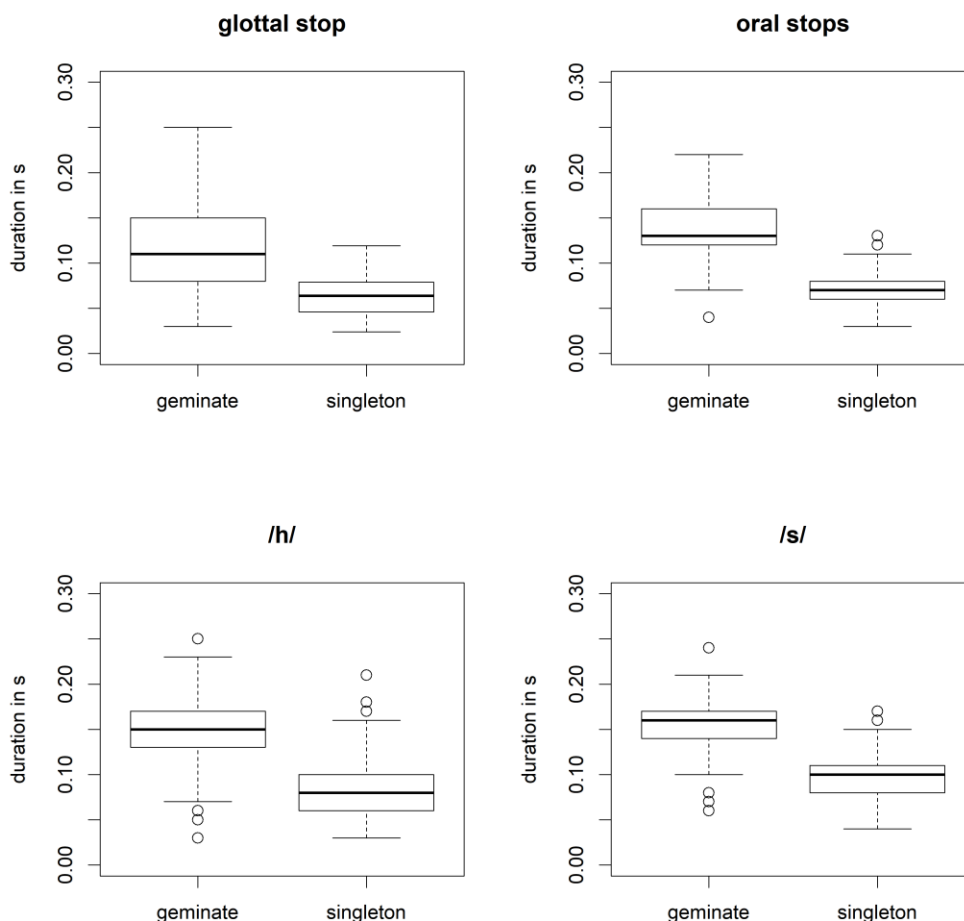 glottal stop
duration in s
0.30
0.20
0.10
0.00
geminate singleton
oral stops
duration in s
0.30
0.20
0.10
0.00
geminate singleton
/h/
duration in s
0.30
0.20
0.10
0.00
geminate singleton
/s/
duration in s
0.30
0.20
0.10
0.00
geminate singleton